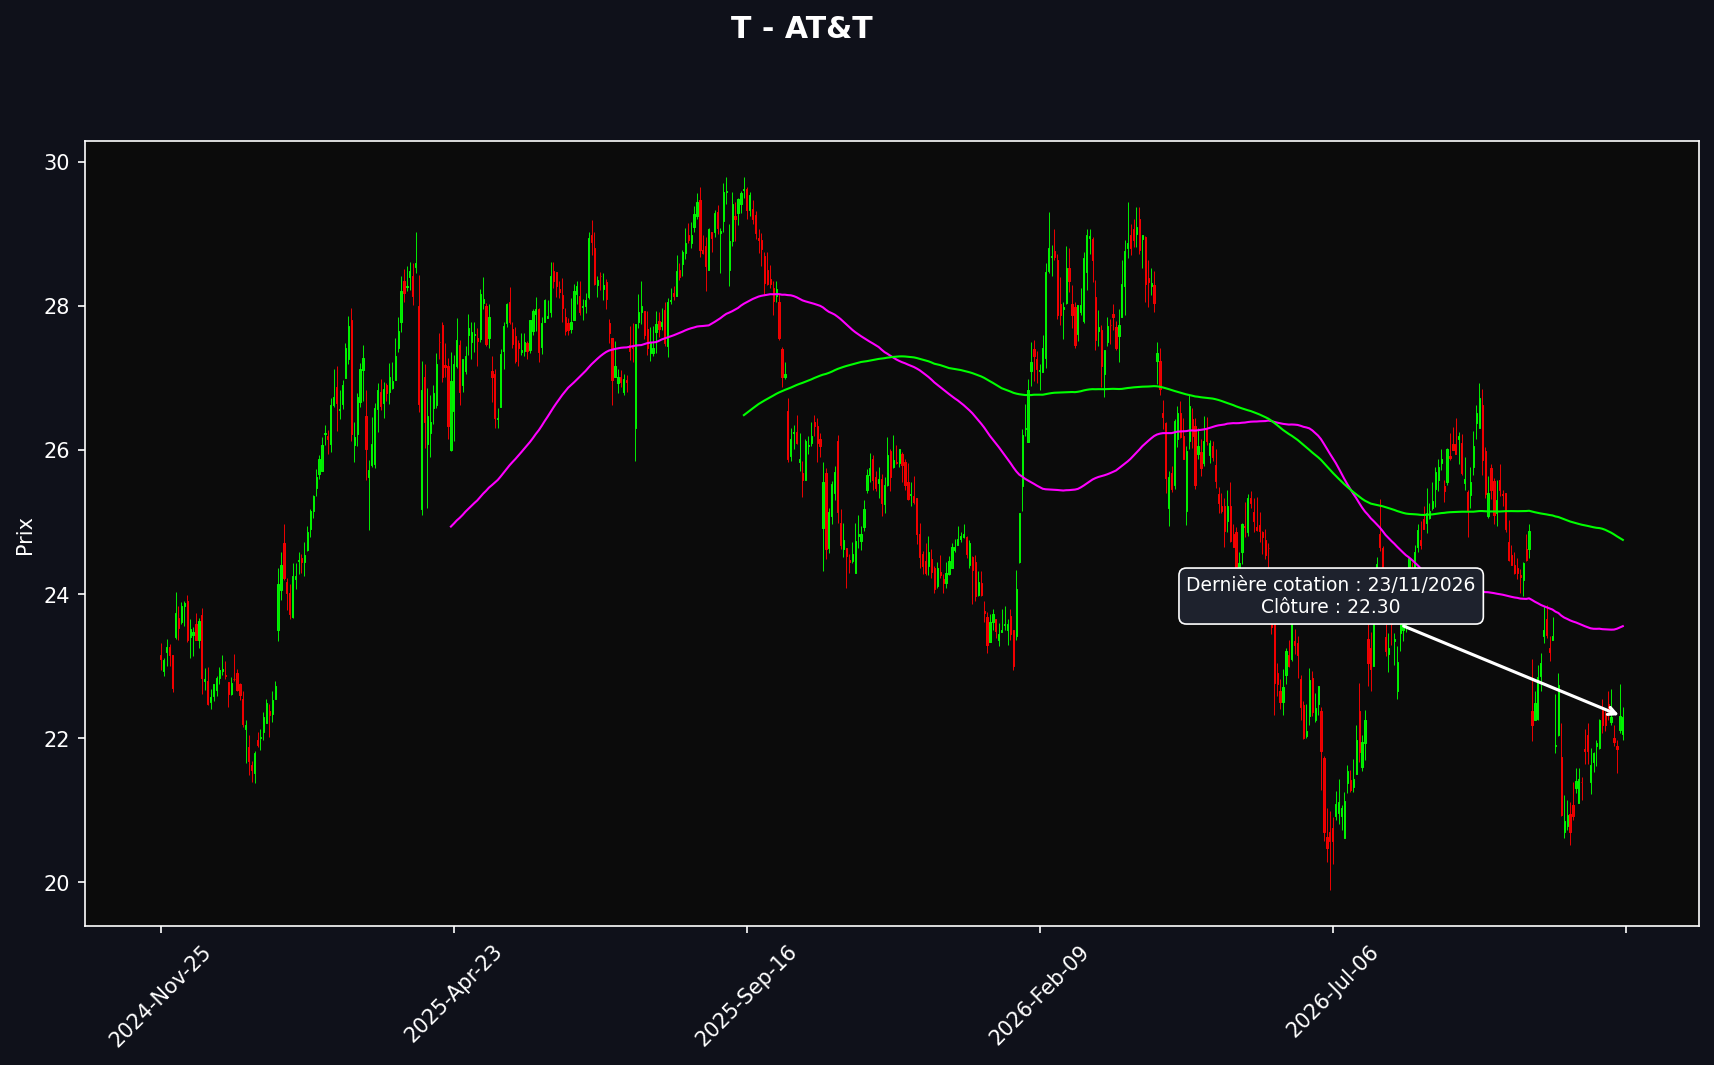 T - AT&T
Prix
30
28
26
24
22
20
Dernière cotation : 23/11/2026
Clôture : 22.30
2024-Nov-25
2025-Apr-23
2025-Sep-16
2026-Feb-09
2026-Jul-06